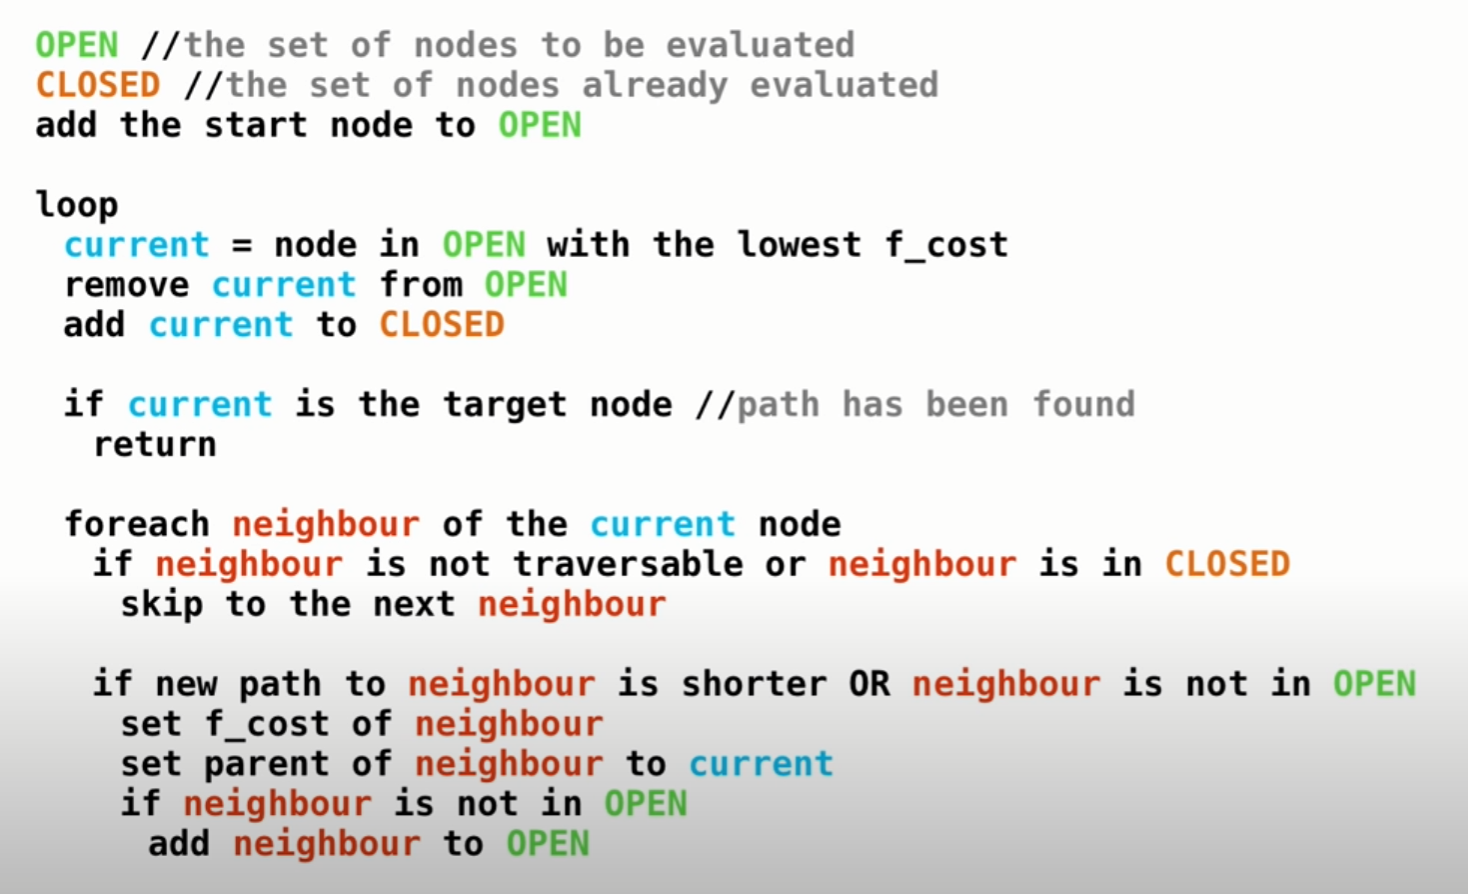 OPEN //the set of nodes to be evaluated
CLOSED //the set of nodes already evaluated
add the start node to OPEN
loop
current = node in OPEN with the lowest f_cost
remove current from OPEN
add current to CLOSED
if current is the target node //path has been found
return
foreach neighbour of the current node
if neighbour is not traversable or neighbour is in CLOSED
skip to the next neighbour
if new path to neighbour is shorter OR neighbour is not in OPEN
set f_cost of neighbour
set parent of neighbour to current
if neighbour is not in OPEN
add neighbour to OPEN